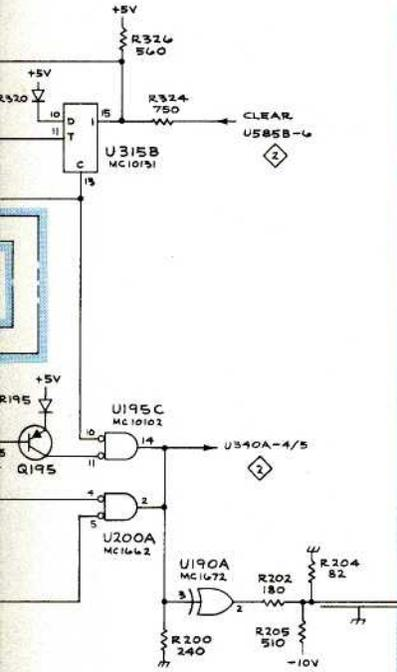 +5V
R326
560
+5V
R320
R324
750
10 D 1 15
11 T
CLEAR
U585B-6
2
U315B
MC10131
C
13
+5V
R195
U195C
MC10102
10
14
11
U340A-4/5
2
Q195
4
2
5
U200A
MC1662
U190A
MC1672
3
2
R202
180
R204
82
R200
240
R205
510
-10V